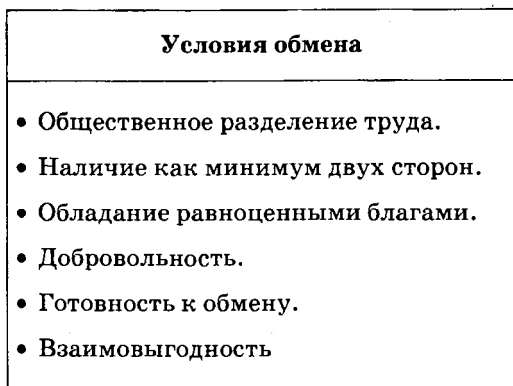 Условия обмена
• Общественное разделение труда.
• Наличие как минимум двух сторон.
• Обладание равноценными благами.
• Добровольность.
• Готовность к обмену.
• Взаимовыгодность